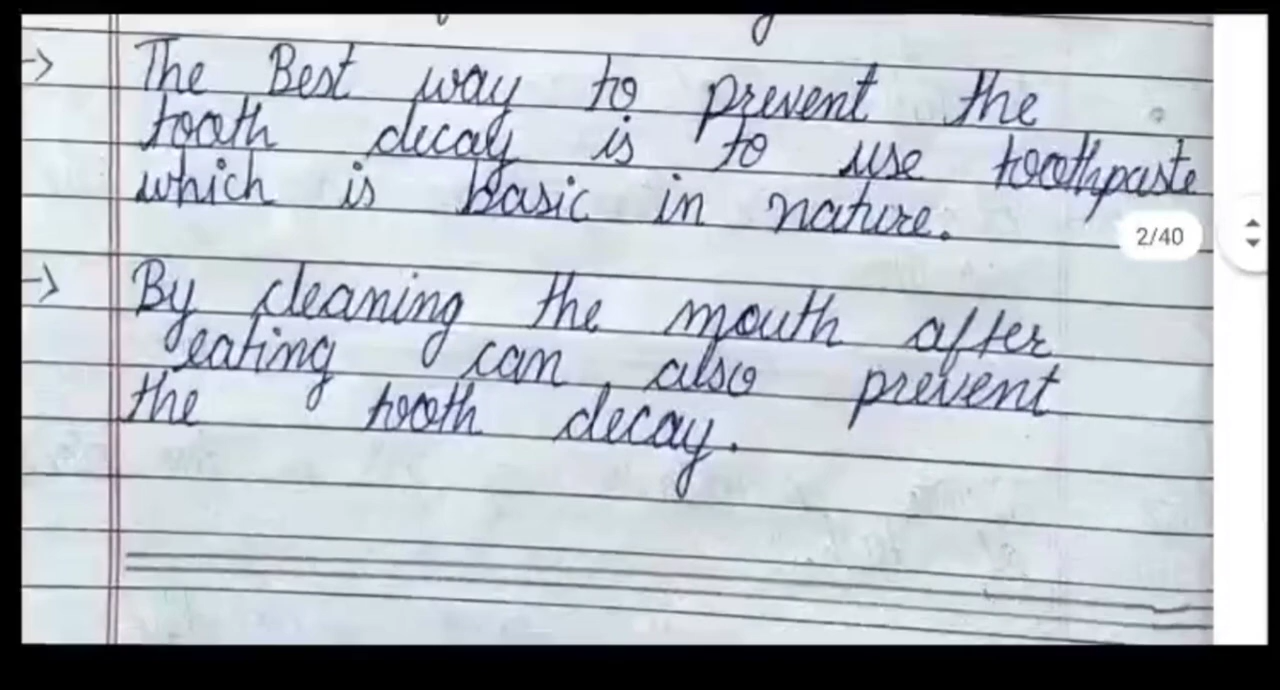 → The Best way to prevent the
tooth decay is to use toothpaste
which is basic in nature.
2/40
→ By cleaning the mouth after
eating can also prevent
the tooth decay.